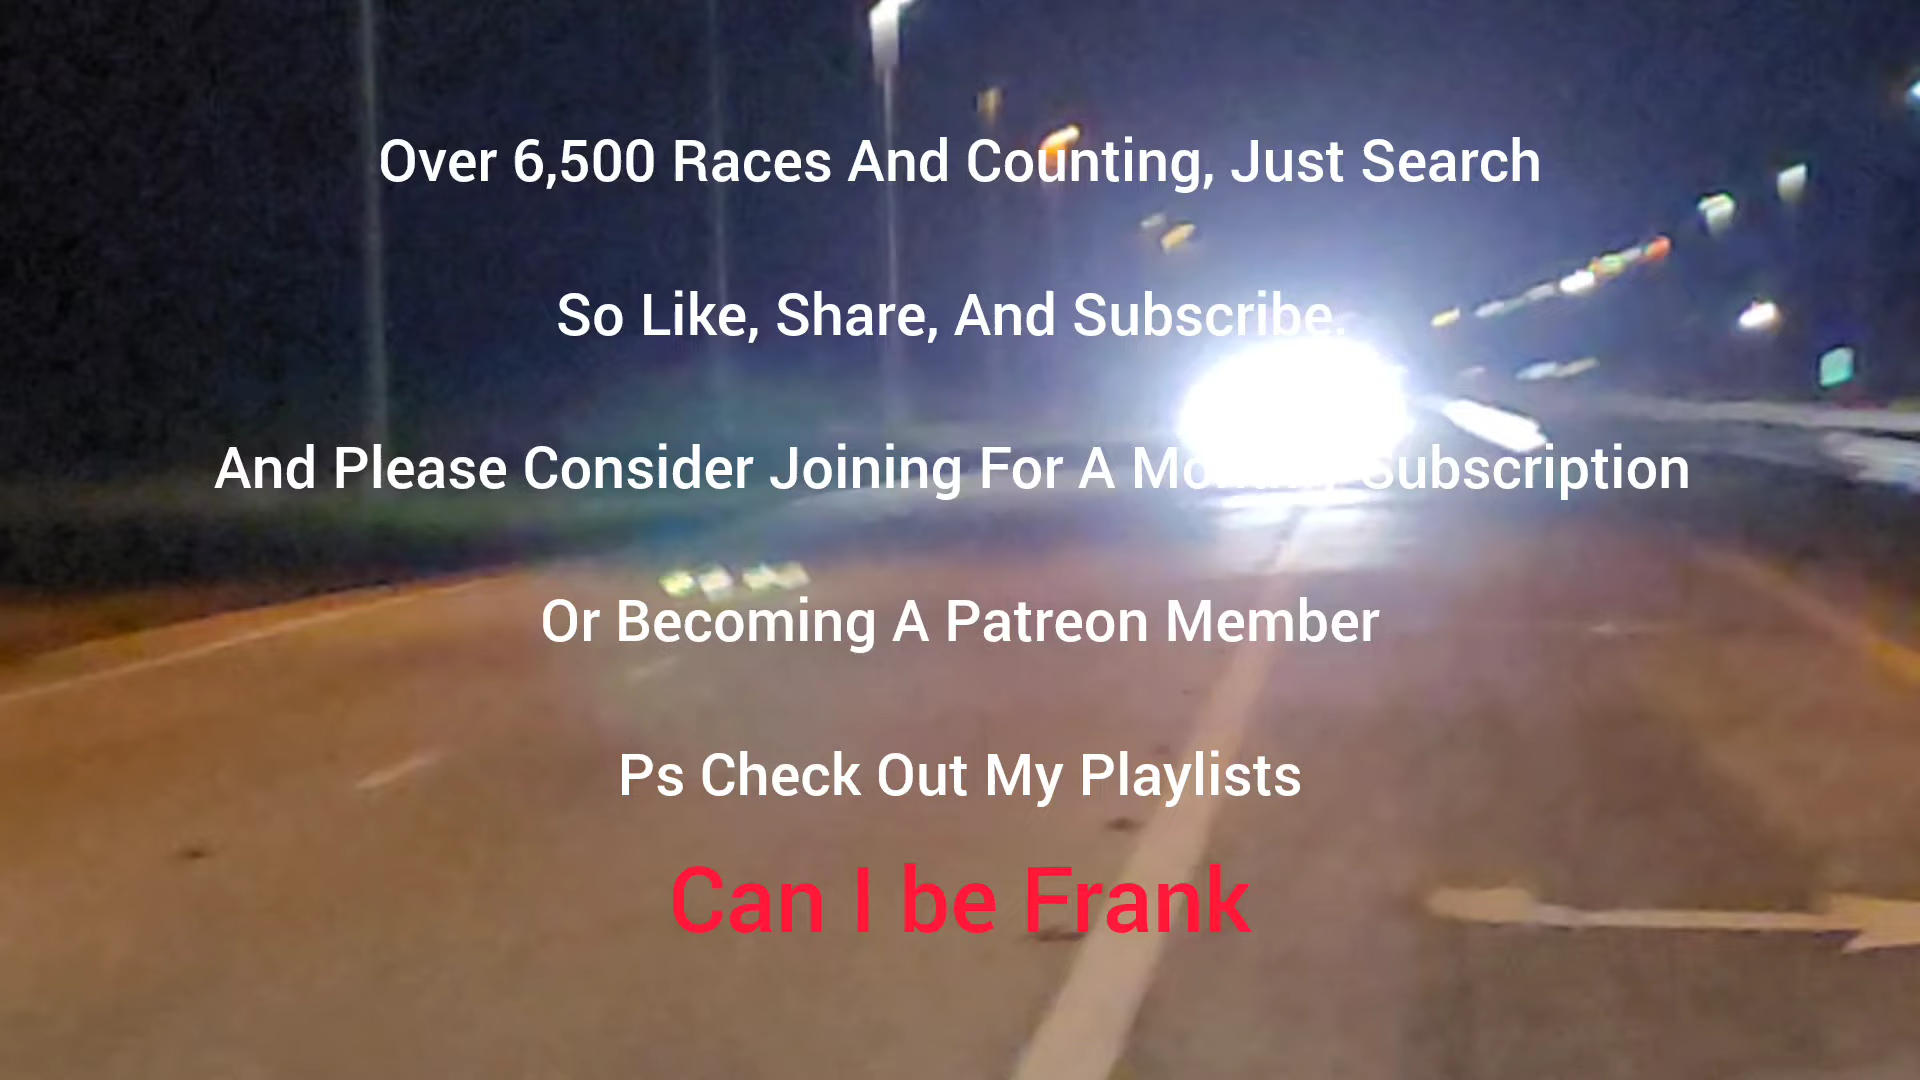 Over 6,500 Races And Counting, Just Search
So Like, Share, And Subscribe.
And Please Consider Joining For A Subscription
Or Becoming A Patreon Member
Ps Check Out My Playlists
Can I be Frank